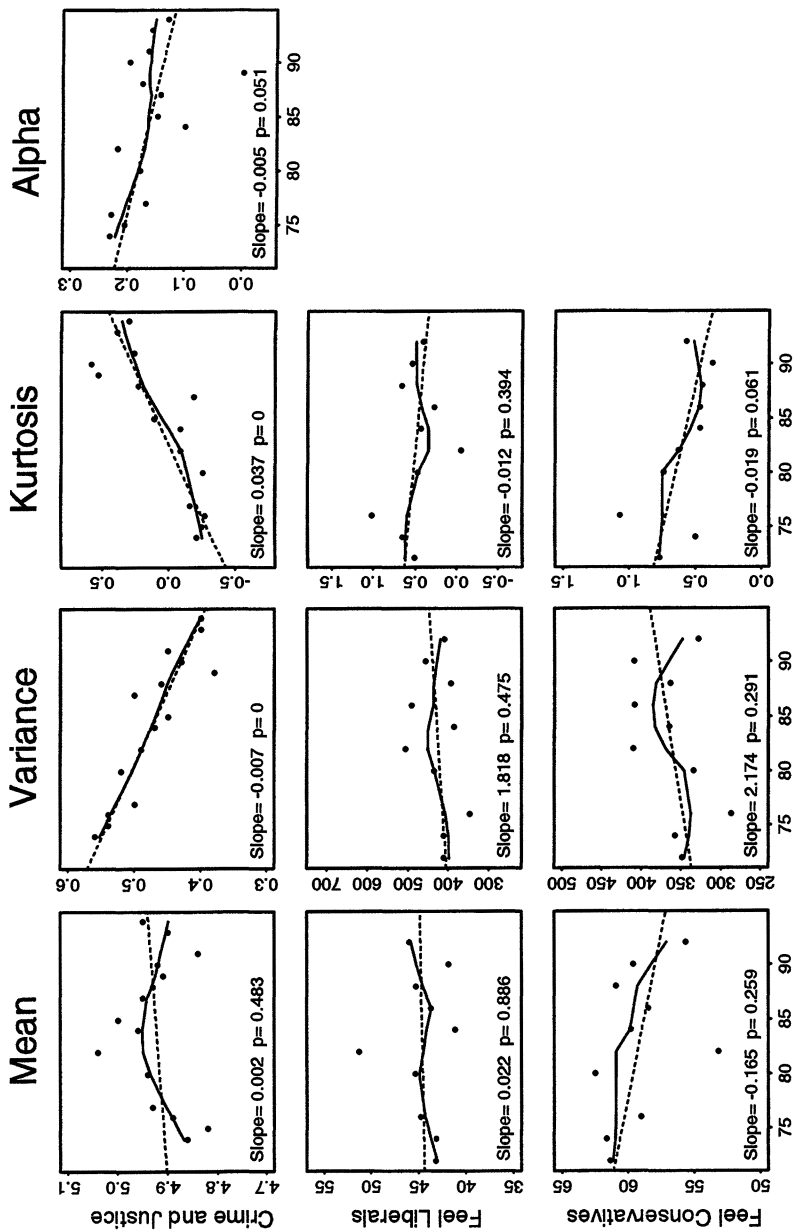 Mean Variance Kurtosis Alpha
Crime and Justice
4.7 4.8 4.9 5.0 5.1
Slope= 0.002 p= 0.483
0.3 0.4 0.5 0.6
Slope= -0.007 p= 0
-0.5 0.0 0.5
Slope= 0.037 p= 0
0.0 0.1 0.2 0.3
Slope= -0.005 p= 0.051
75 80 85 90
Feel Liberals
35 40 45 50 55
Slope= 0.022 p= 0.886
300 400 500 600 700
Slope= 1.818 p= 0.475
-0.5 0.0 0.5 1.0 1.5
Slope= -0.012 p= 0.394
Feel Conservatives
50 55 60 65
Slope= -0.165 p= 0.259
75 80 85 90
250 300 350 400 450 500
Slope= 2.174 p= 0.291
75 80 85 90
0.0 0.5 1.0 1.5
Slope= -0.019 p= 0.061
75 80 85 90